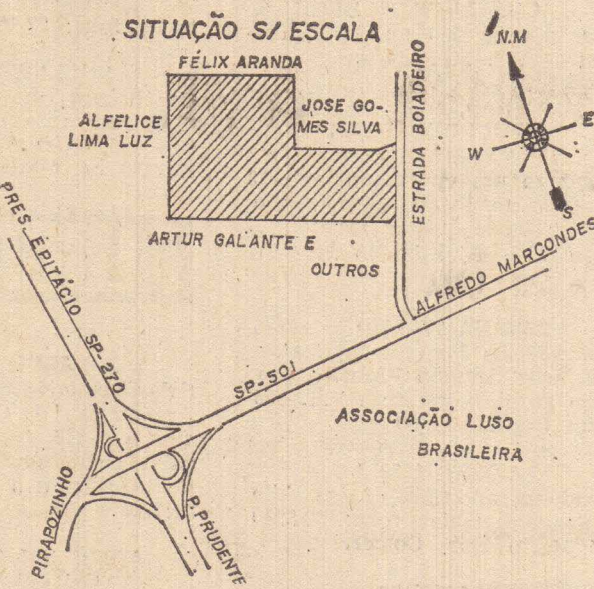 SITUAÇÃO S/ ESCALA
FÉLIX ARANDA
N.M
ALFELICE
LIMA LUZ
JOSE GO-
MES SILVA
ESTRADA BOIADEIRO
E
W
S
ARTUR GALANTE E
OUTROS
PRES. EPITÁCIO SP-270
ALFREDO MARCONDES
SP-501
ASSOCIAÇÃO LUSO
BRASILEIRA
PIRAPOZINHO
P. PRUDENTE